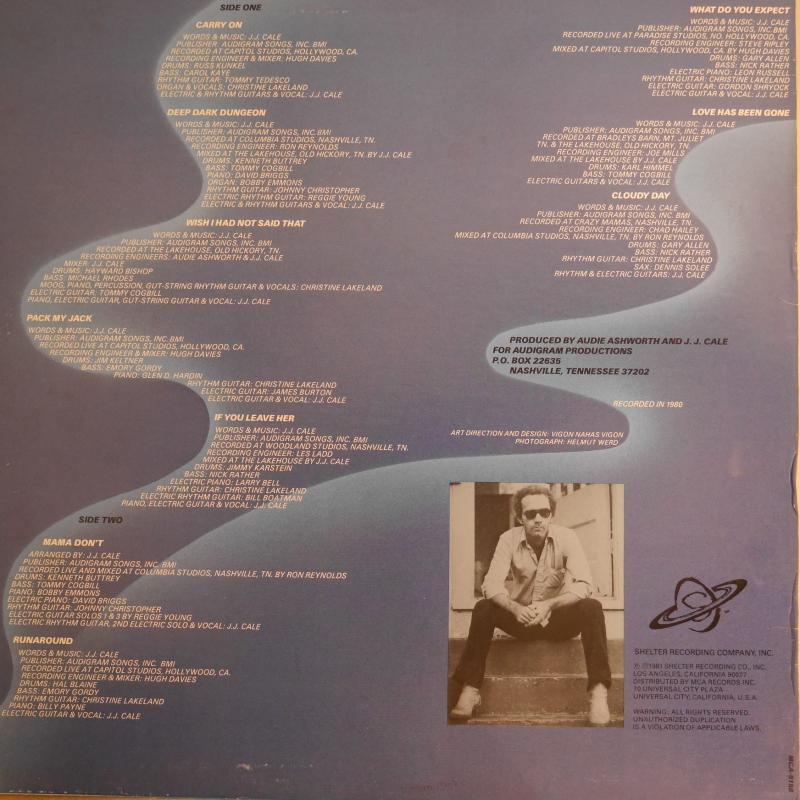 SIDE ONE
CARRY ON
WORDS & MUSIC: J.J. CALE
PUBLISHER: AUDIGRAM SONGS, INC. BMI
RECORDED AT CAPITOL STUDIOS, HOLLYWOOD, CA.
RECORDING ENGINEER & MIXER: HUGH DAVIES
DRUMS: RUSS KUNKEL
BASS: CAROL KAYE
RHYTHM GUITAR: TOMMY TEDESCO
ORGAN & VOCALS: CHRISTINE LAKELAND
ELECTRIC & RHYTHM GUITARS & VOCAL: J.J. CALE
DEEP DARK DUNGEON
WORDS & MUSIC: J.J. CALE
PUBLISHER: AUDIGRAM SONGS, INC. BMI
RECORDED AT COLUMBIA STUDIOS, NASHVILLE, TN.
RECORDING ENGINEER: RON REYNOLDS
MIXED AT THE LAKEHOUSE, OLD HICKORY, TN. BY J.J. CALE
DRUMS: KENNETH BUTTREY
BASS: TOMMY COGBILL
PIANO: DAVID BRIGGS
ORGAN: BOBBY EMMONS
RHYTHM GUITAR: JOHNNY CHRISTOPHER
ELECTRIC RHYTHM GUITAR: REGGIE YOUNG
ELECTRIC & RHYTHM GUITARS & VOCAL: J.J. CALE
WISH I HAD NOT SAID THAT
WORDS & MUSIC: J.J. CALE
PUBLISHER: AUDIGRAM SONGS, INC. BMI
RECORDED AT THE LAKEHOUSE, OLD HICKORY, TN.
RECORDING ENGINEERS: AUDIE ASHWORTH & J.J. CALE
MIXER: J.J. CALE
DRUMS: HAYWARD BISHOP
BASS: MICHAEL RHODES
MOOG, PIANO, PERCUSSION, GUT-STRING RHYTHM GUITAR & VOCALS: CHRISTINE LAKELAND
ELECTRIC GUITAR: TOMMY COGBILL
PIANO, ELECTRIC GUITAR, GUT-STRING GUITAR & VOCAL: J.J. CALE
PACK MY JACK
WORDS & MUSIC: J.J. CALE
PUBLISHER: AUDIGRAM SONGS, INC. BMI
RECORDED LIVE AT CAPITOL STUDIOS, HOLLYWOOD, CA.
RECORDING ENGINEER & MIXER: HUGH DAVIES
DRUMS: JIM KELTNER
BASS: EMORY GORDY
PIANO: GLEN D. HARDIN
RHYTHM GUITAR: CHRISTINE LAKELAND
ELECTRIC GUITAR: JAMES BURTON
ELECTRIC GUITAR & VOCAL: J.J. CALE
IF YOU LEAVE HER
WORDS & MUSIC: J.J. CALE
PUBLISHER: AUDIGRAM SONGS, INC. BMI
RECORDED AT WOODLAND STUDIOS, NASHVILLE, TN.
RECORDING ENGINEER: LES LADD
MIXED AT THE LAKEHOUSE BY J.J. CALE
DRUMS: JIMMY KARSTEIN
BASS: NICK RATHER
ELECTRIC PIANO: LARRY BELL
RHYTHM GUITAR: CHRISTINE LAKELAND
ELECTRIC RHYTHM GUITAR: BILL BOATMAN
PIANO, ELECTRIC GUITAR & VOCAL: J.J. CALE
SIDE TWO
MAMA DON'T
ARRANGED BY: J.J. CALE
PUBLISHER: AUDIGRAM SONGS, INC. BMI
RECORDED LIVE AND MIXED AT COLUMBIA STUDIOS, NASHVILLE, TN. BY RON REYNOLDS
DRUMS: KENNETH BUTTREY
BASS: TOMMY COGBILL
PIANO: BOBBY EMMONS
ELECTRIC PIANO: DAVID BRIGGS
RHYTHM GUITAR: JOHNNY CHRISTOPHER
ELECTRIC GUITAR SOLOS 1 & 3 BY REGGIE YOUNG
ELECTRIC RHYTHM GUITAR, 2ND ELECTRIC SOLO & VOCAL: J.J. CALE
RUNAROUND
WORDS & MUSIC: J.J. CALE
PUBLISHER: AUDIGRAM SONGS, INC. BMI
RECORDED LIVE AT CAPITOL STUDIOS, HOLLYWOOD, CA.
RECORDING ENGINEER & MIXER: HUGH DAVIES
DRUMS: HAL BLAINE
BASS: EMORY GORDY
RHYTHM GUITAR: CHRISTINE LAKELAND
PIANO: BILLY PAYNE
ELECTRIC GUITAR & VOCAL: J.J. CALE
WHAT DO YOU EXPECT
WORDS & MUSIC: J.J. CALE
PUBLISHER: AUDIGRAM SONGS, INC. BMI
RECORDED LIVE AT PARADISE STUDIOS, NO. HOLLYWOOD, CA.
RECORDING ENGINEER: STEVE RIPLEY
MIXED AT CAPITOL STUDIOS, HOLLYWOOD, CA. BY HUGH DAVIES
DRUMS: GARY ALLEN
BASS: NICK RATHER
ELECTRIC PIANO: LEON RUSSELL
RHYTHM GUITAR: CHRISTINE LAKELAND
ELECTRIC GUITAR: GORDON SHRYOCK
ELECTRIC GUITAR & VOCAL: J.J. CALE
LOVE HAS BEEN GONE
WORDS & MUSIC: J.J. CALE
PUBLISHER: AUDIGRAM SONGS, INC. BMI
RECORDED AT BRADLEYS BARN, MT. JULIET,
TN. & THE LAKEHOUSE, OLD HICKORY, TN.
RECORDING ENGINEER: JOE MILLS
MIXED AT THE LAKEHOUSE BY J.J. CALE
DRUMS: KARL HIMMEL
BASS: TOMMY COGBILL
ELECTRIC GUITARS & VOCAL: J.J. CALE
CLOUDY DAY
WORDS & MUSIC: J.J. CALE
PUBLISHER: AUDIGRAM SONGS, INC. BMI
RECORDED AT CRAZY MAMAS, NASHVILLE, TN.
RECORDING ENGINEER: CHAD HAILEY
MIXED AT COLUMBIA STUDIOS, NASHVILLE, TN. BY RON REYNOLDS
DRUMS: GARY ALLEN
BASS: NICK RATHER
RHYTHM GUITAR: CHRISTINE LAKELAND
SAX: DENNIS SOLEE
RHYTHM & ELECTRIC GUITARS: J.J. CALE
PRODUCED BY AUDIE ASHWORTH AND J. J. CALE
FOR AUDIGRAM PRODUCTIONS
P.O. BOX 22635
NASHVILLE, TENNESSEE 37202
RECORDED IN 1980
ART DIRECTION AND DESIGN: VIGON NAHAS VIGON
PHOTOGRAPH: HELMUT WERB
SHELTER RECORDING COMPANY, INC.
℗ ©1981 SHELTER RECORDING CO., INC.
LOS ANGELES, CALIFORNIA 90027
DISTRIBUTED BY MCA RECORDS INC.
70 UNIVERSAL CITY PLAZA
UNIVERSAL CITY, CALIFORNIA, U.S.A.
WARNING: ALL RIGHTS RESERVED.
UNAUTHORIZED DUPLICATION
IS A VIOLATION OF APPLICABLE LAWS.
MCA-5158